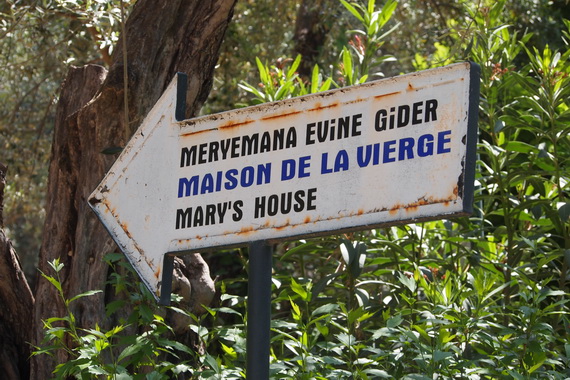 MERYEMANA EViNE GiDER
MAISON DE LA VIERGE
MARY'S HOUSE